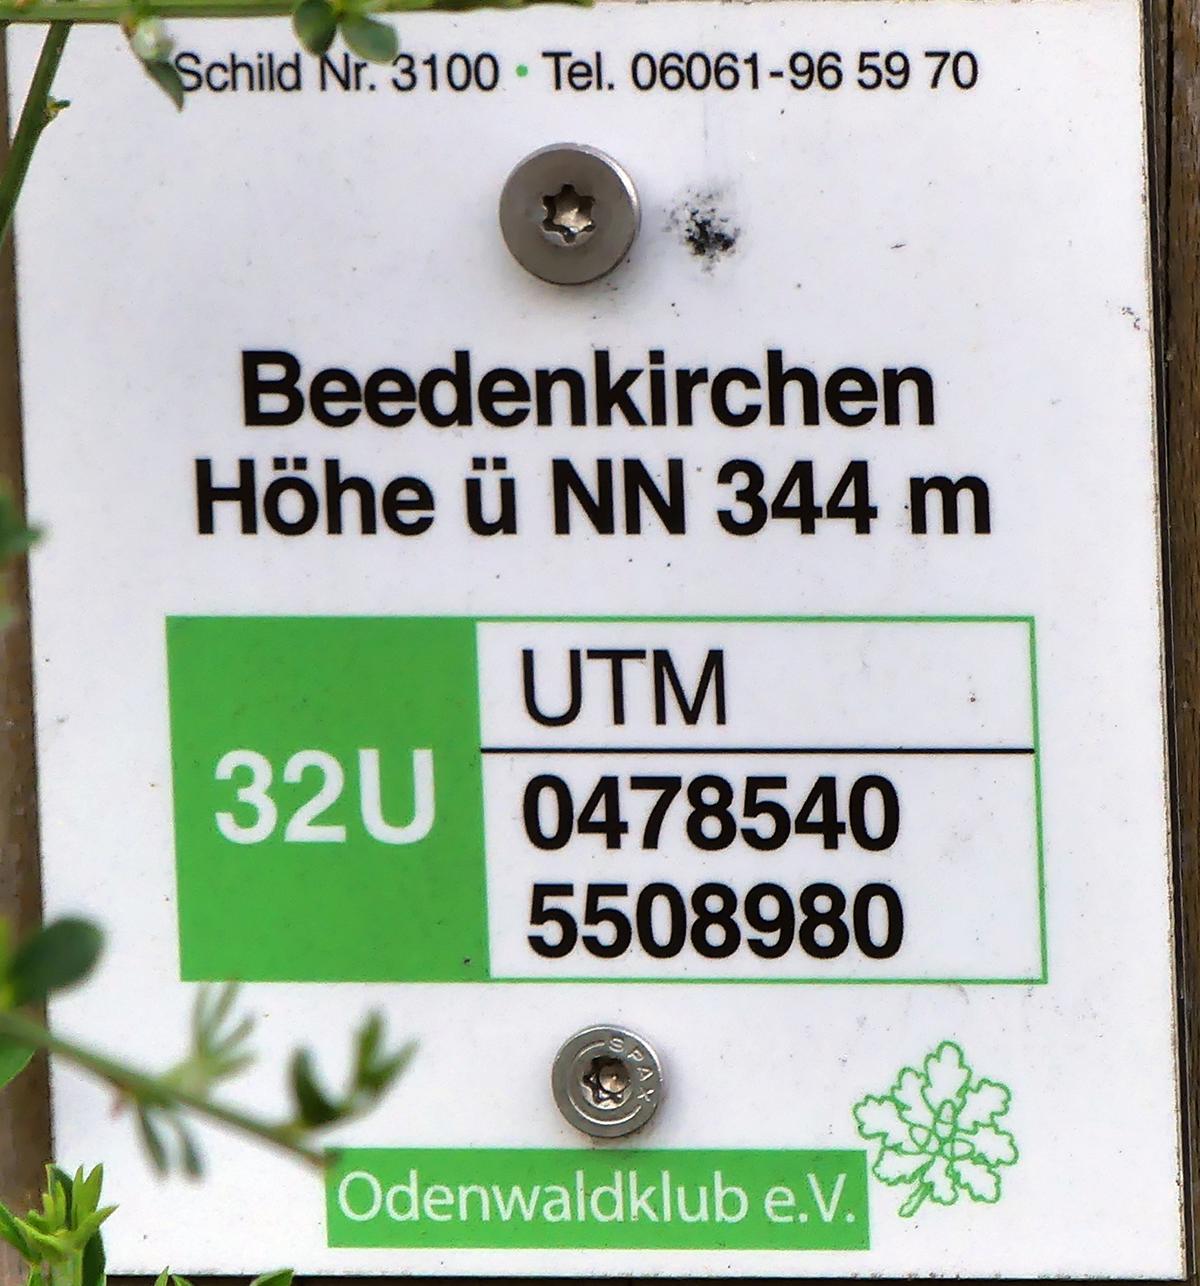 Schild Nr. 3100 • Tel. 06061-96 59 70
Beedenkirchen
Höhe ü NN 344 m
UTM
32U
0478540
5508980
SPAX
Odenwaldklub e.V.